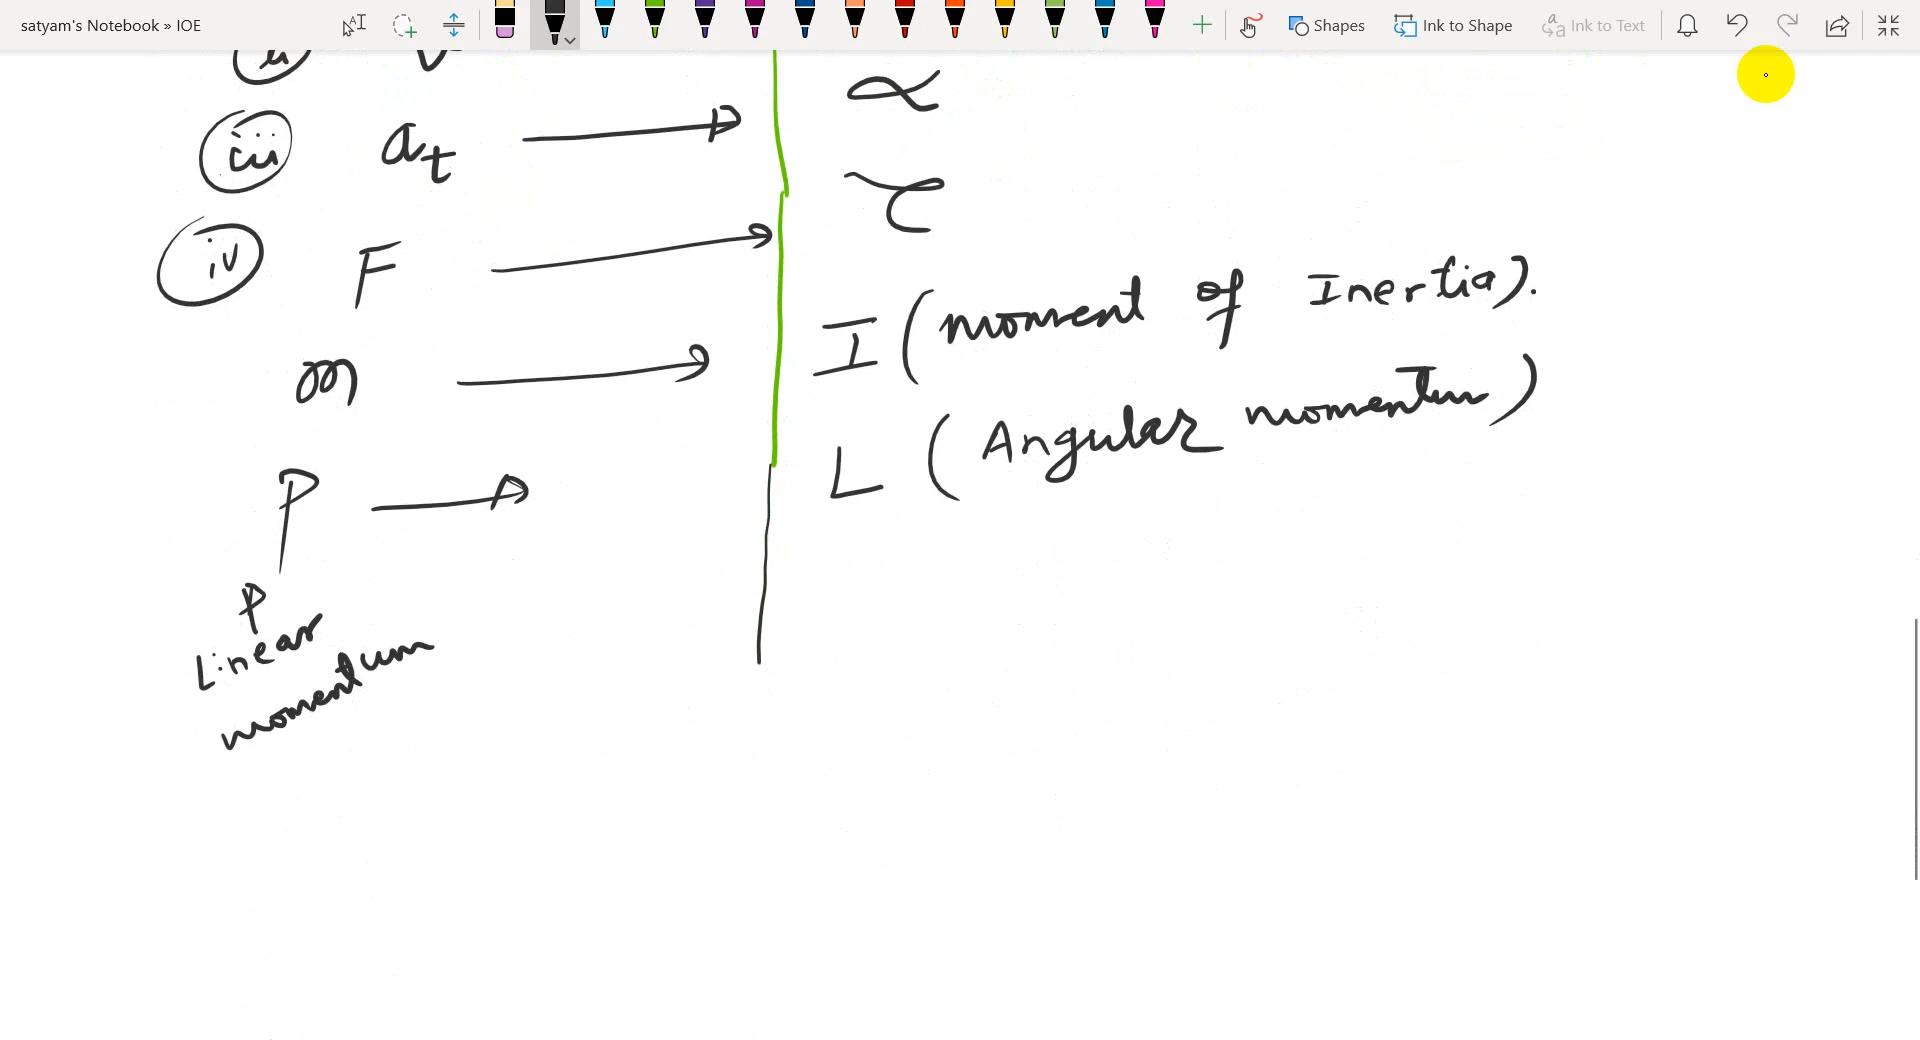 satyam's Notebook » IOE
Shapes
Ink to Shape
Ink to Text
ii v
iii a_t → α
iv F → τ
m → I (moment of Inertia).
P → L (Angular momentum)
P
Linear
momentum